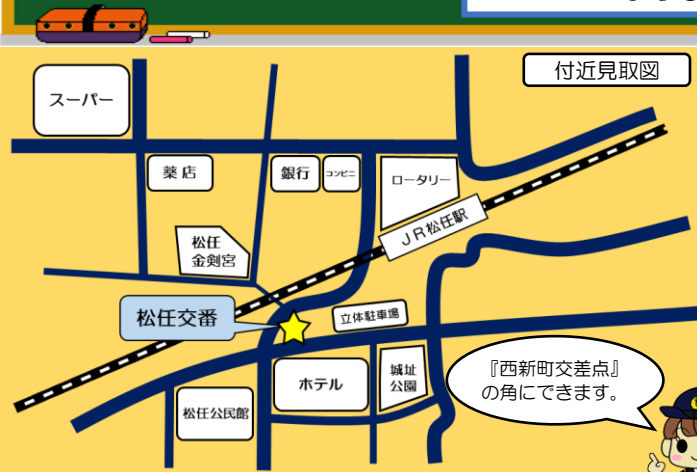 付近見取図
スーパー
薬店
銀行
コンビニ
ロータリー
松任
金剣宮
JR松任駅
松任交番
立体駐車場
ホテル
城址
公園
松任公民館
『西新町交差点』
の角にできます。